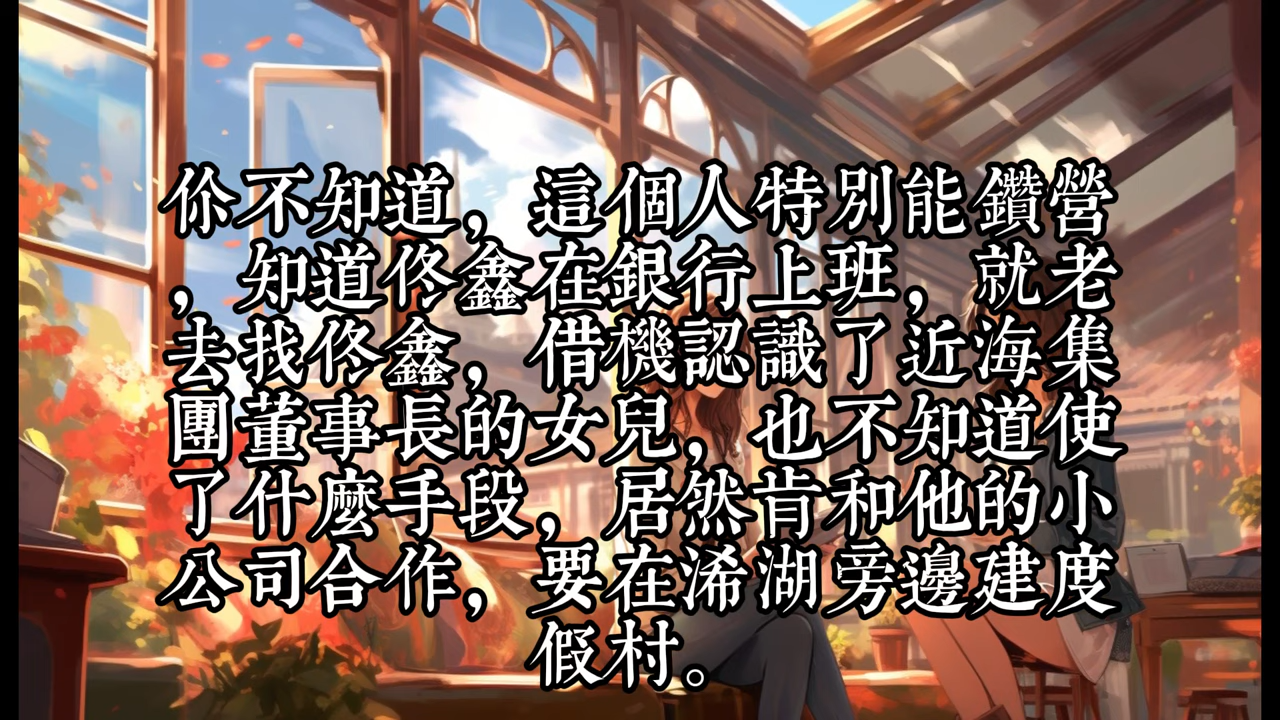 你不知道，這個人特別能鑽營
，知道佟鑫在銀行上班，就老
去找佟鑫，借機認識了近海集
團董事長的女兒，也不知道使
了什麼手段，居然肯和他的小
公司合作，要在浠湖旁邊建度
假村。